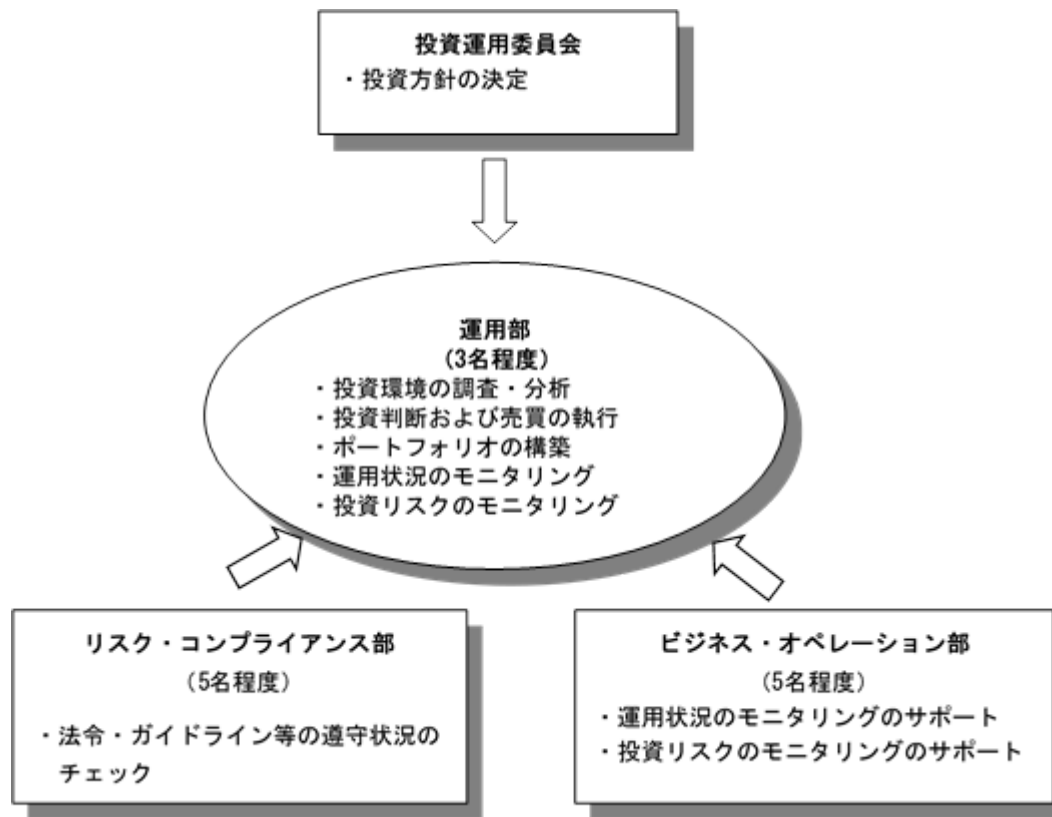 投資運用委員会
・投資方針の決定
運用部
(3名程度)
・投資環境の調査・分析
・投資判断および売買の執行
・ポートフォリオの構築
・運用状況のモニタリング
・投資リスクのモニタリング
リスク・コンプライアンス部
(5名程度)
・法令・ガイドライン等の遵守状況の
チェック
ビジネス・オペレーション部
(5名程度)
・運用状況のモニタリングのサポート
・投資リスクのモニタリングのサポート